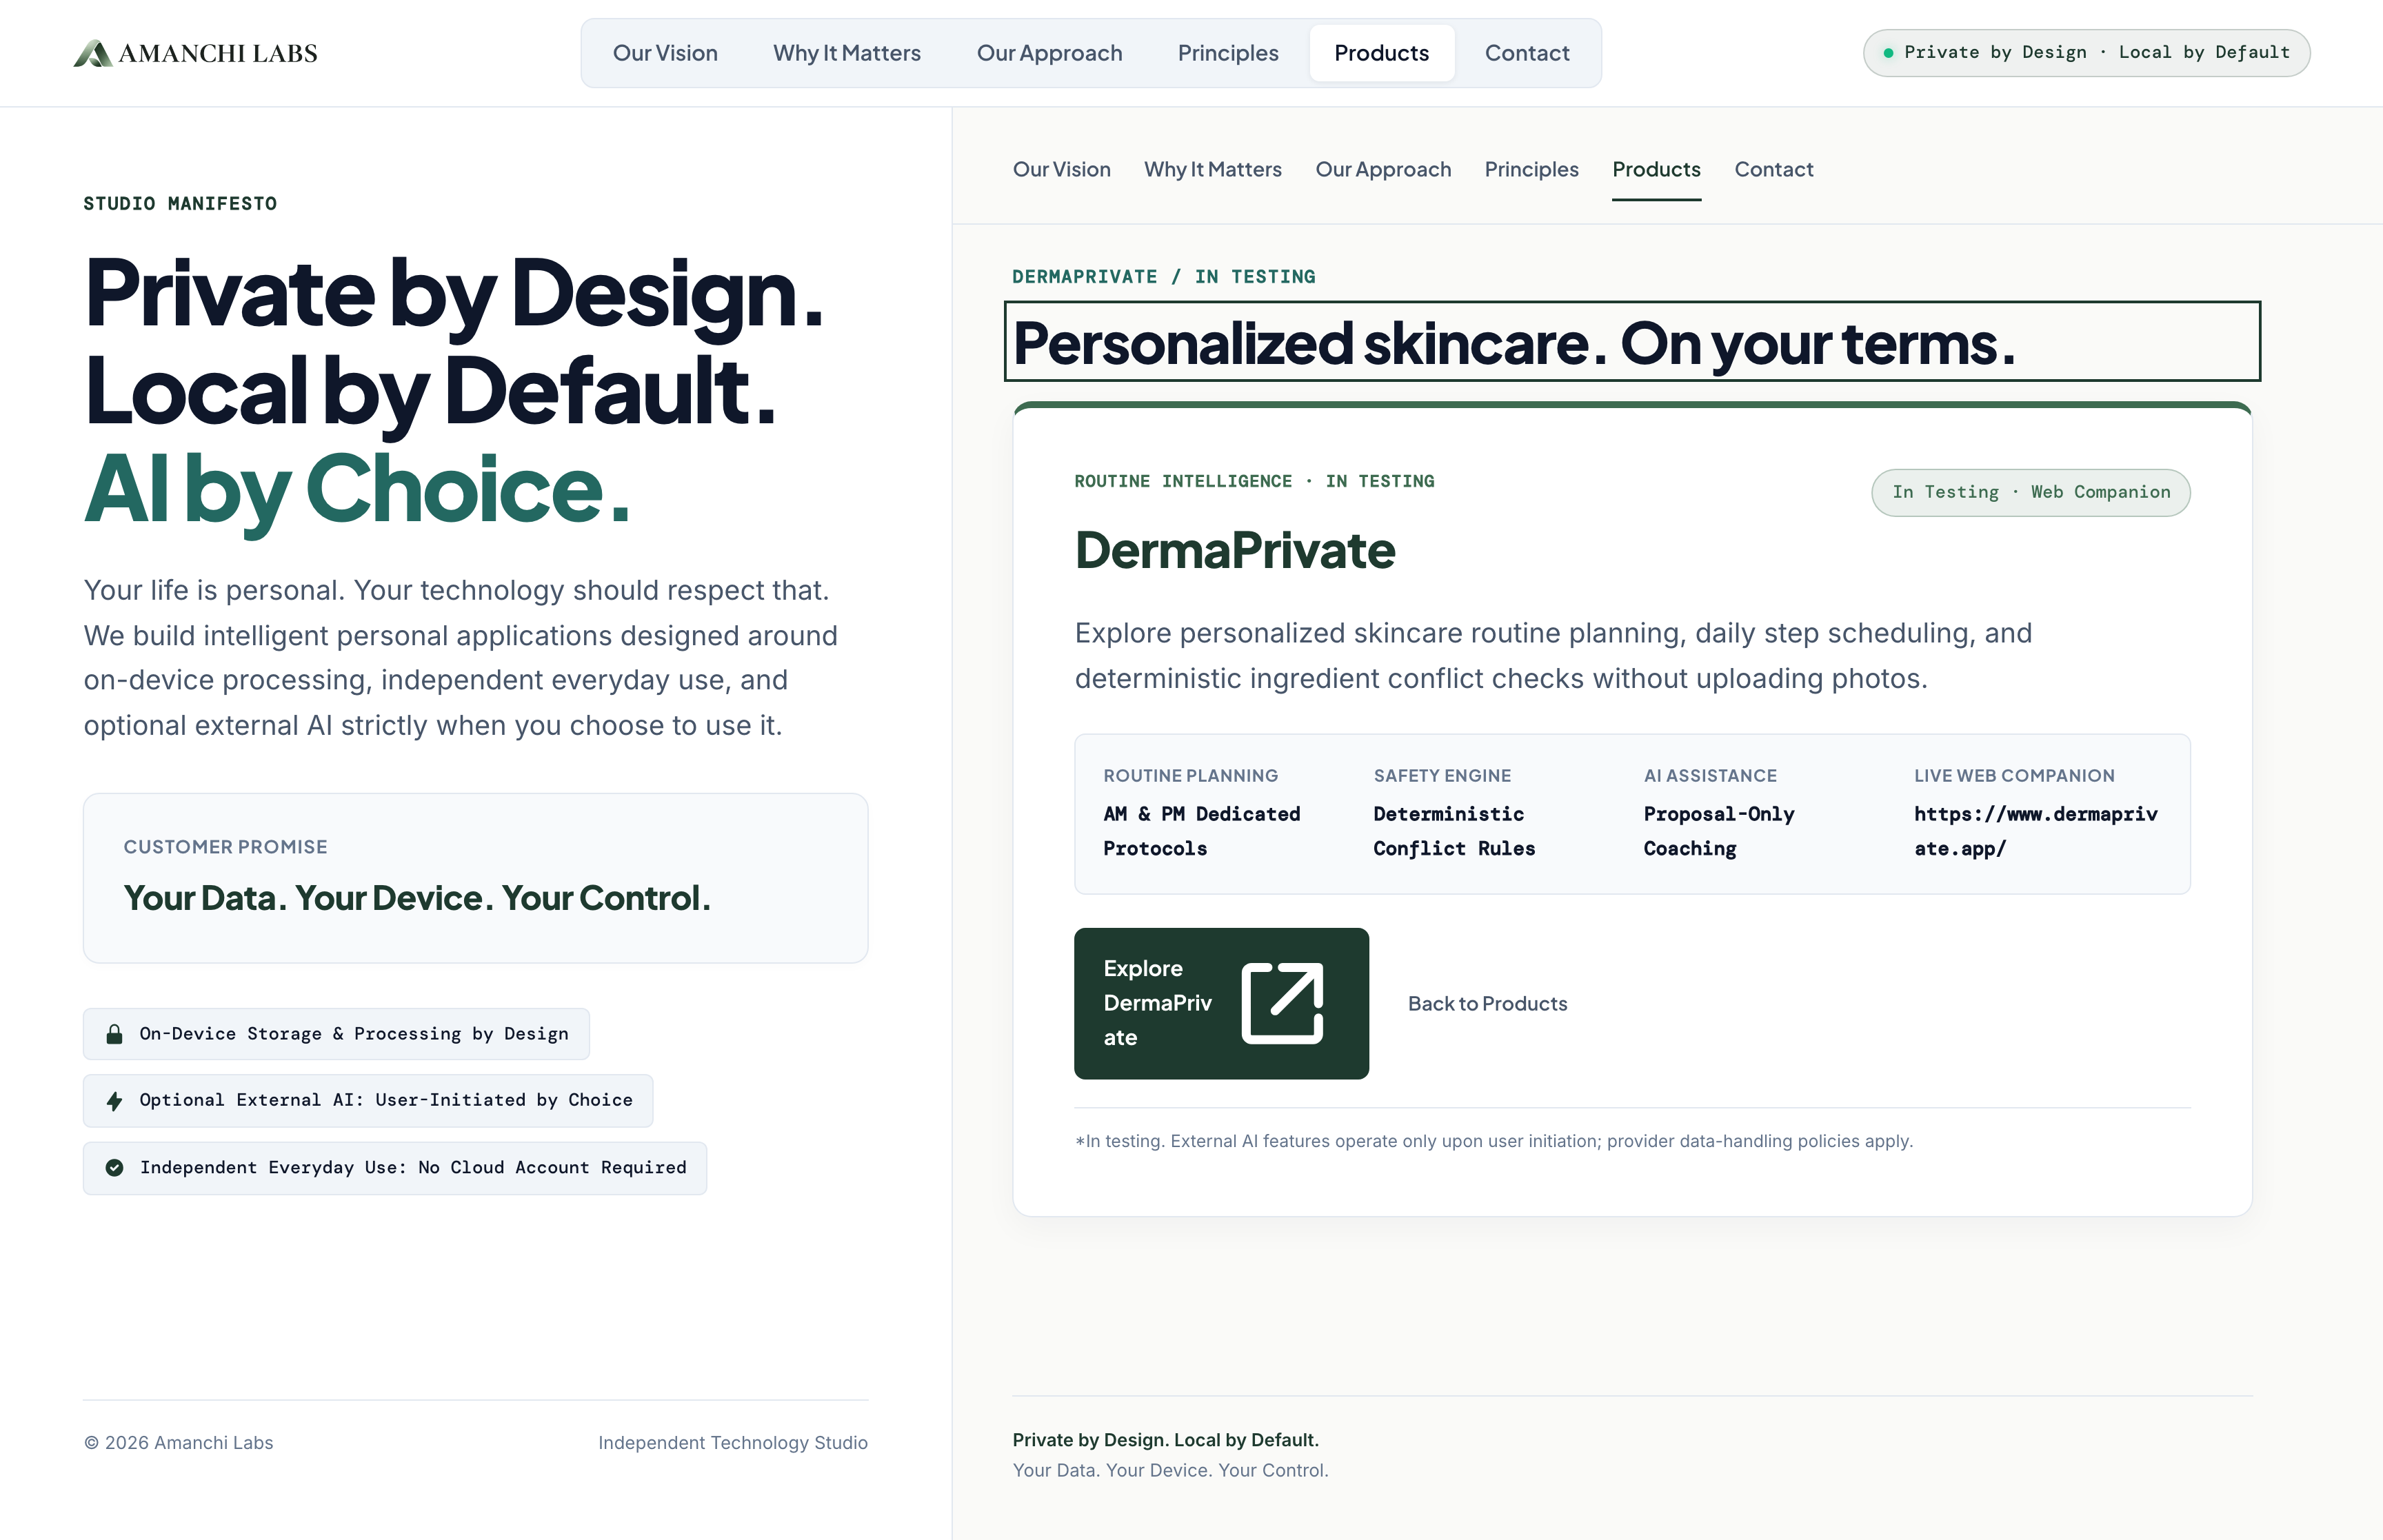 AMANCHI LABS
Our Vision Why It Matters Our Approach Principles Products Contact
Private by Design · Local by Default
STUDIO MANIFESTO
Private by Design.
Local by Default.
AI by Choice.
Your life is personal. Your technology should respect that.
We build intelligent personal applications designed around
on-device processing, independent everyday use, and
optional external AI strictly when you choose to use it.
CUSTOMER PROMISE
Your Data. Your Device. Your Control.
On-Device Storage & Processing by Design
Optional External AI: User-Initiated by Choice
Independent Everyday Use: No Cloud Account Required
© 2026 Amanchi Labs
Independent Technology Studio
Our Vision Why It Matters Our Approach Principles Products Contact
DERMAPRIVATE / IN TESTING
Personalized skincare. On your terms.
ROUTINE INTELLIGENCE · IN TESTING
In Testing · Web Companion
DermaPrivate
Explore personalized skincare routine planning, daily step scheduling, and
deterministic ingredient conflict checks without uploading photos.
ROUTINE PLANNING
AM & PM Dedicated
Protocols
SAFETY ENGINE
Deterministic
Conflict Rules
AI ASSISTANCE
Proposal-Only
Coaching
LIVE WEB COMPANION
https://www.dermapriv
ate.app/
Explore
DermaPriv
ate
Back to Products
*In testing. External AI features operate only upon user initiation; provider data-handling policies apply.
Private by Design. Local by Default.
Your Data. Your Device. Your Control.